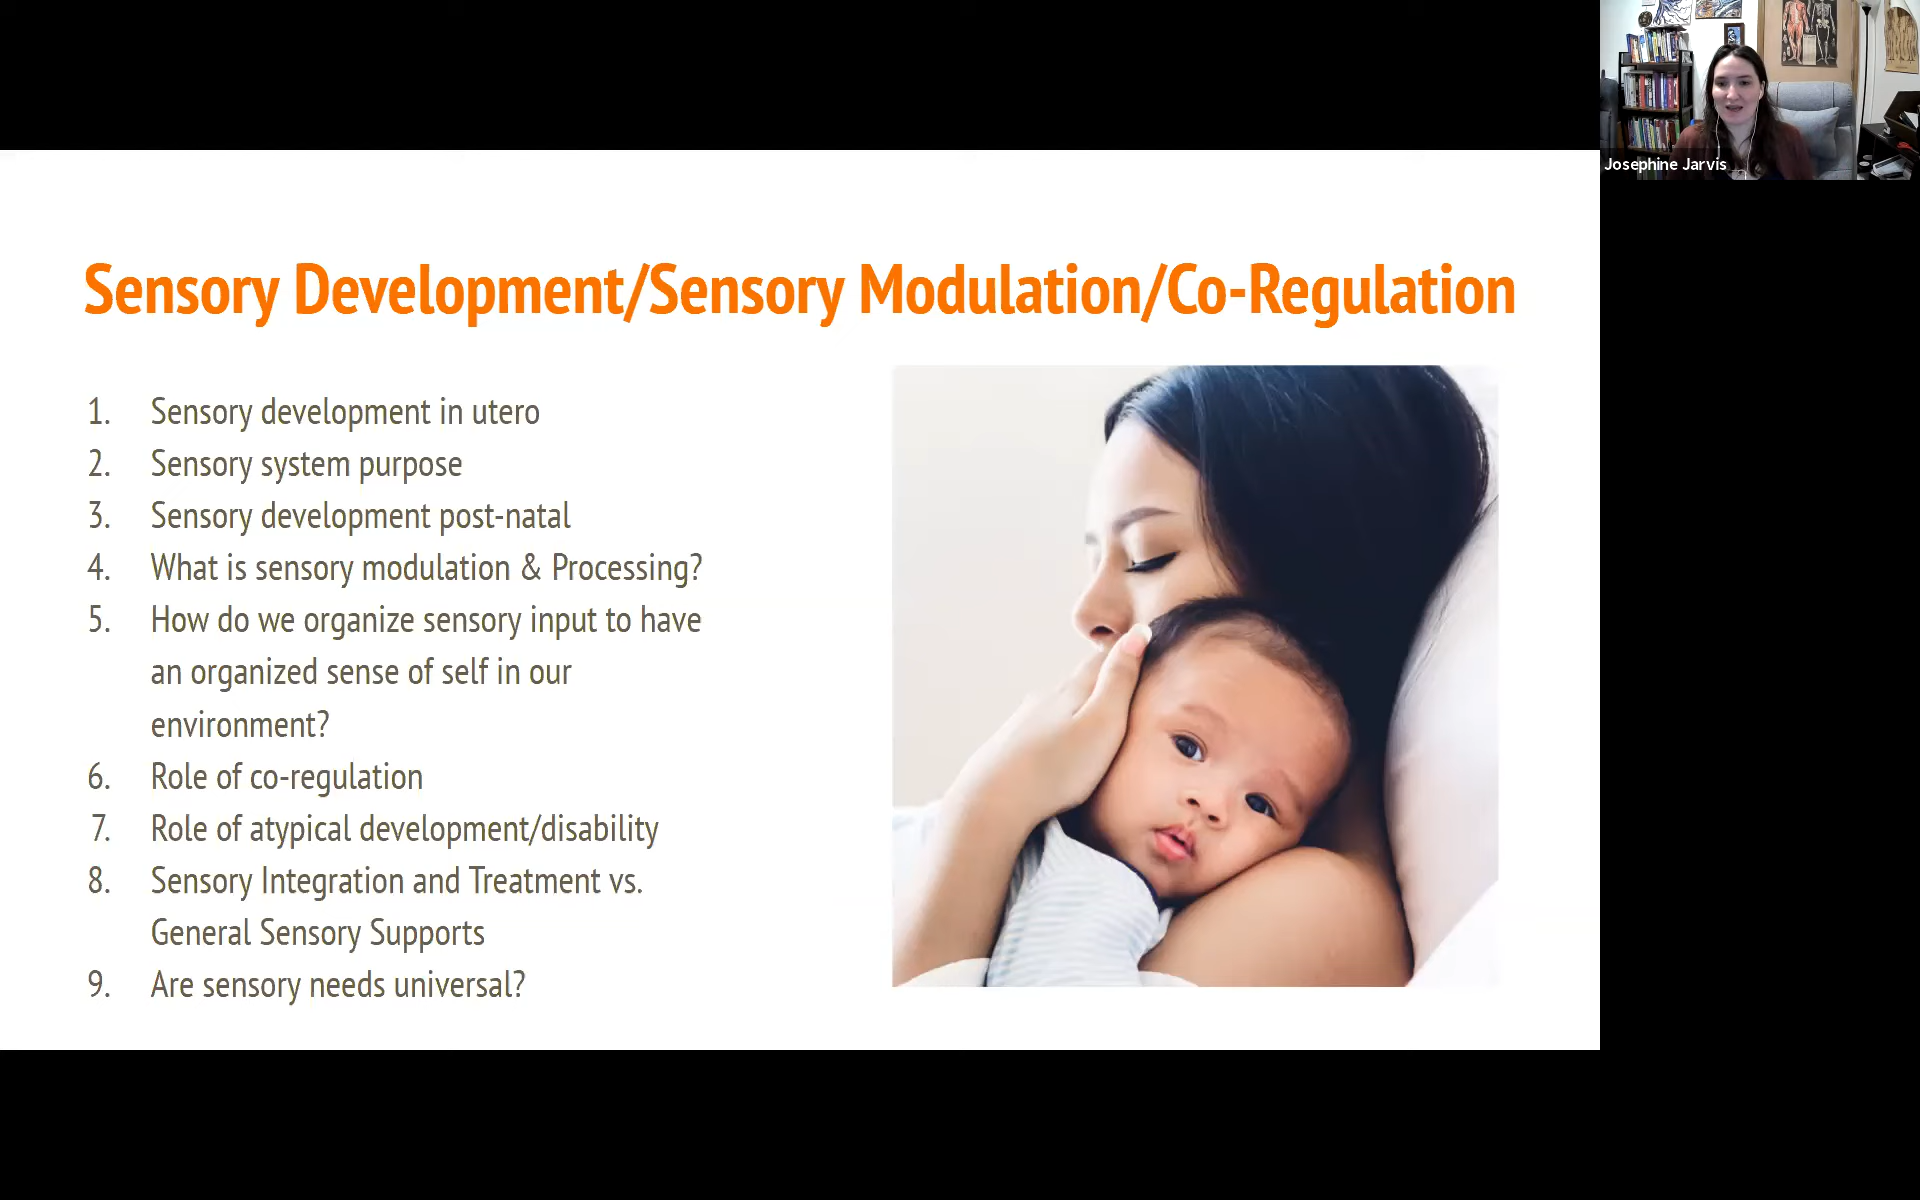 Josephine Jarvis
Sensory Development/Sensory Modulation/Co-Regulation
1. Sensory development in utero
2. Sensory system purpose
3. Sensory development post-natal
4. What is sensory modulation & Processing?
5. How do we organize sensory input to have
an organized sense of self in our
environment?
6. Role of co-regulation
7. Role of atypical development/disability
8. Sensory Integration and Treatment vs.
General Sensory Supports
9. Are sensory needs universal?